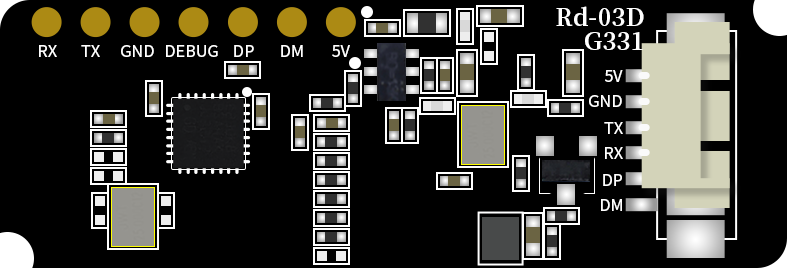 RX TX GND DEBUG DP DM 5V
Rd-03D
G331
5V
GND
TX
RX
DP
DM